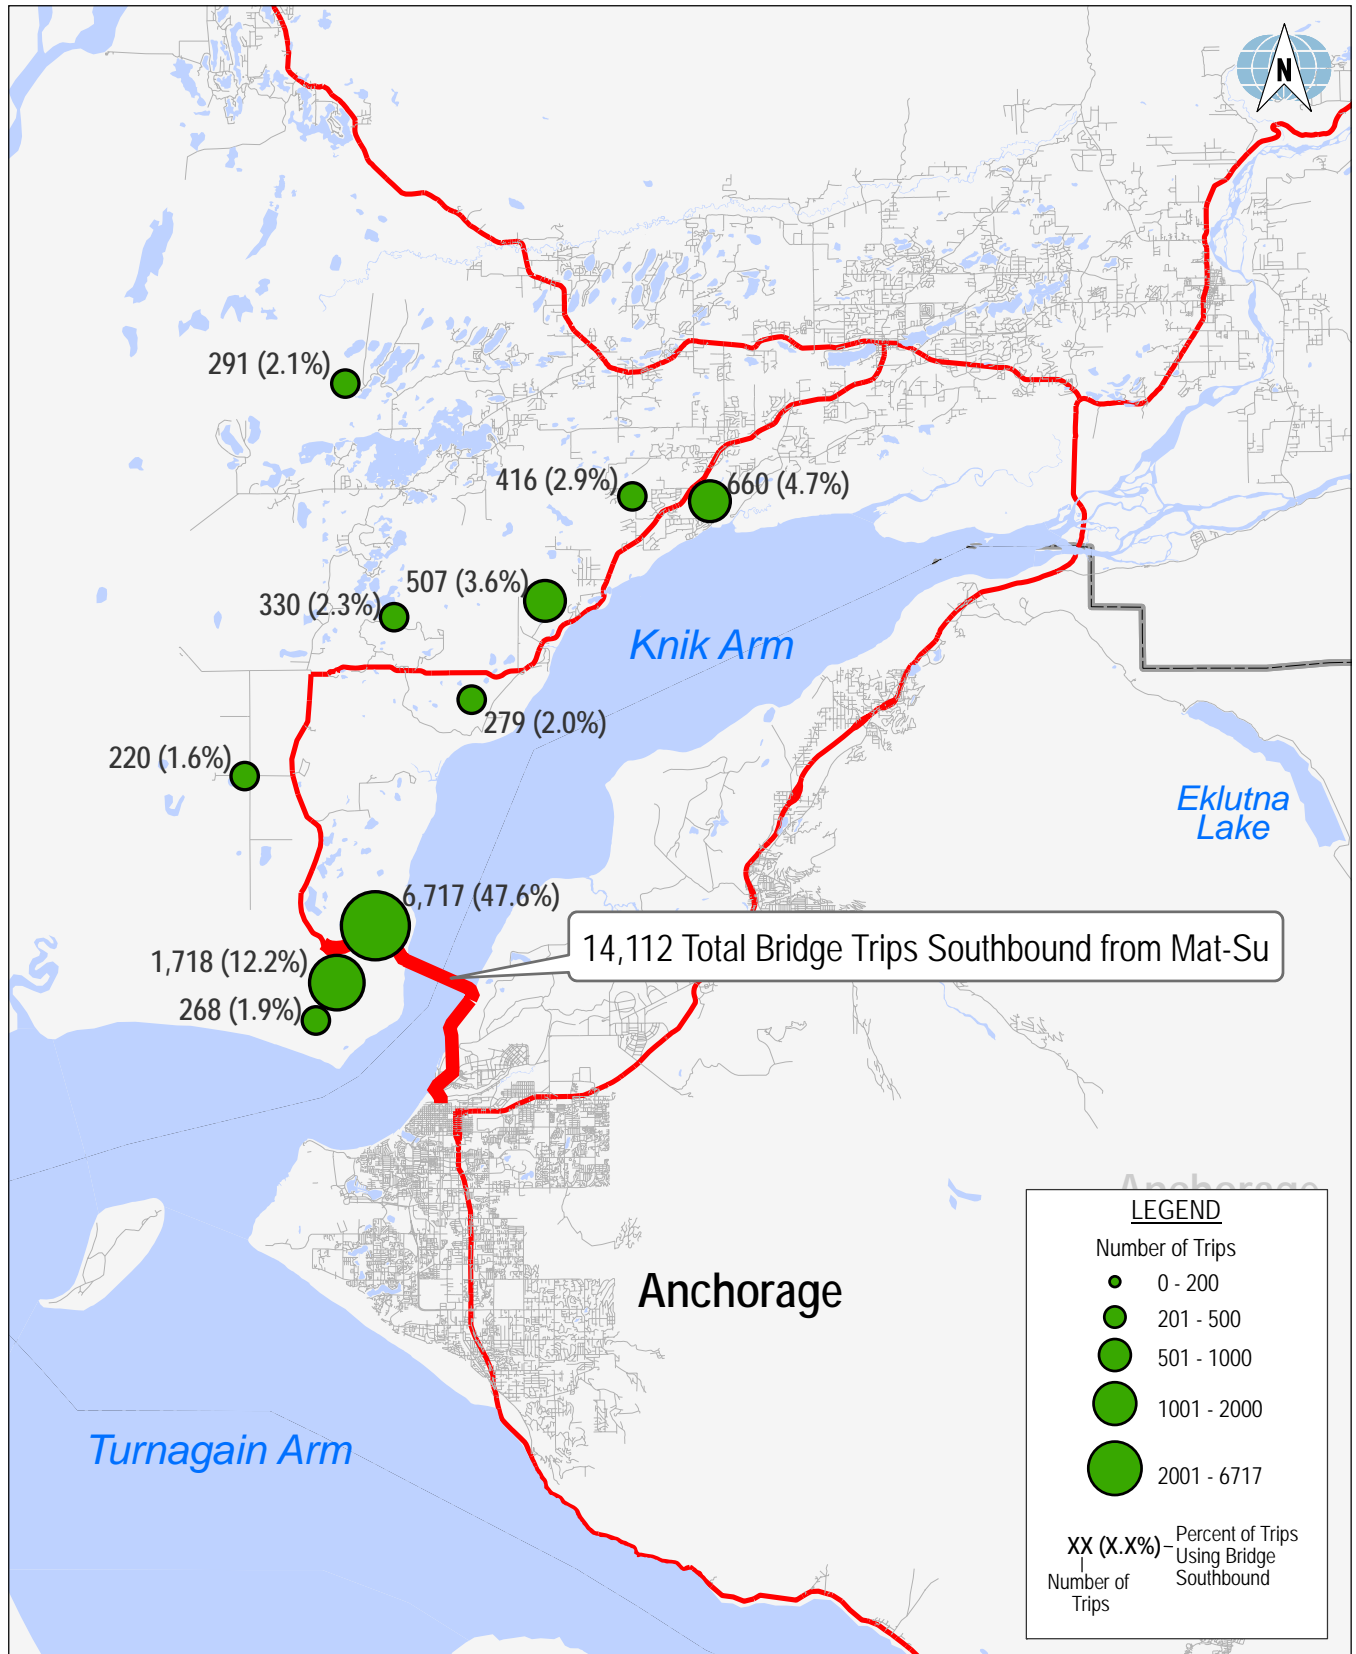 N
291 (2.1%)
416 (2.9%)
660 (4.7%)
507 (3.6%)
330 (2.3%)
Knik Arm
279 (2.0%)
220 (1.6%)
Eklutna
Lake
6,717 (47.6%)
14,112 Total Bridge Trips Southbound from Mat-Su
1,718 (12.2%)
268 (1.9%)
Anchorage
Anchorage
Turnagain Arm
LEGEND
Number of Trips
0 - 200
201 - 500
501 - 1000
1001 - 2000
2001 - 6717
XX (X.X%)
Percent of Trips
Using Bridge
Southbound
Number of
Trips